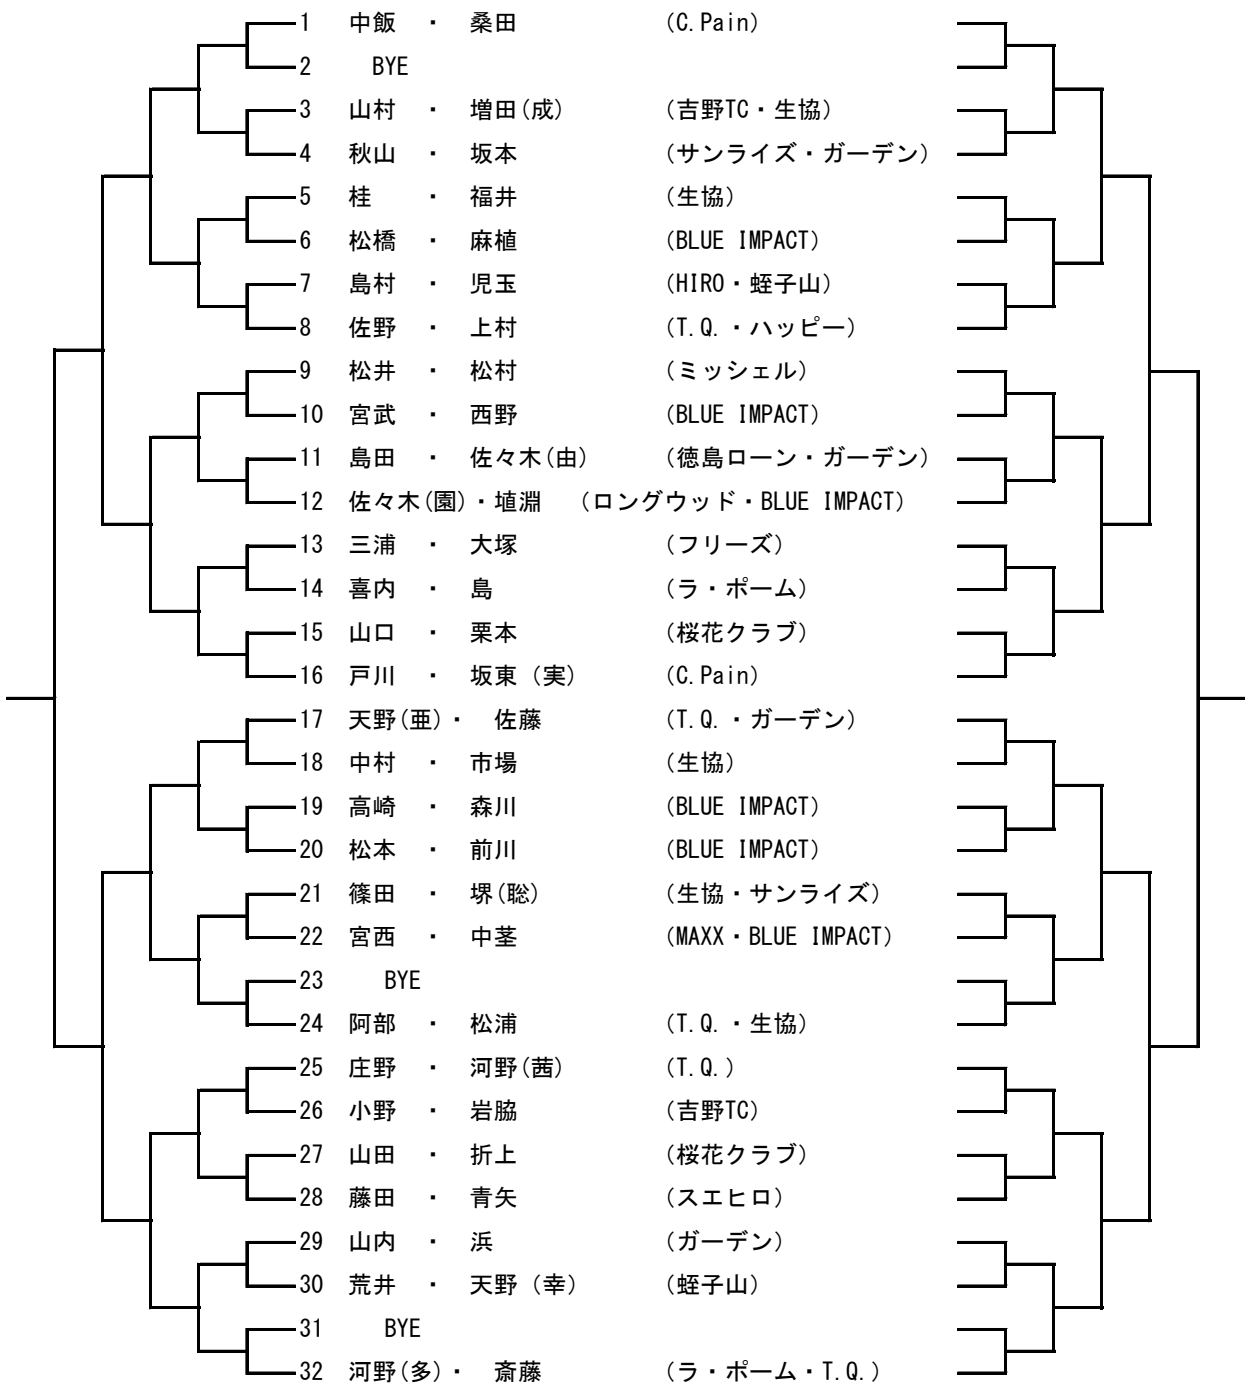 1 中飯 ・ 桑田 (C.Pain)
2 BYE
3 山村 ・ 増田(成) (吉野TC・生協)
4 秋山 ・ 坂本 (サンライズ・ガーデン)
5 桂 ・ 福井 (生協)
6 松橋 ・ 麻植 (BLUE IMPACT)
7 島村 ・ 児玉 (HIRO・蛭子山)
8 佐野 ・ 上村 (T.Q.・ハッピー)
9 松井 ・ 松村 (ミッシェル)
10 宮武 ・ 西野 (BLUE IMPACT)
11 島田 ・ 佐々木(由) (徳島ローン・ガーデン)
12 佐々木(園)・埴淵 (ロングウッド・BLUE IMPACT)
13 三浦 ・ 大塚 (フリーズ)
14 喜内 ・ 島 (ラ・ポーム)
15 山口 ・ 栗本 (桜花クラブ)
16 戸川 ・ 坂東 (実) (C.Pain)
17 天野(亜)・ 佐藤 (T.Q.・ガーデン)
18 中村 ・ 市場 (生協)
19 高崎 ・ 森川 (BLUE IMPACT)
20 松本 ・ 前川 (BLUE IMPACT)
21 篠田 ・ 堺(聡) (生協・サンライズ)
22 宮西 ・ 中茎 (MAXX・BLUE IMPACT)
23 BYE
24 阿部 ・ 松浦 (T.Q.・生協)
25 庄野 ・ 河野(茜) (T.Q.)
26 小野 ・ 岩脇 (吉野TC)
27 山田 ・ 折上 (桜花クラブ)
28 藤田 ・ 青矢 (スエヒロ)
29 山内 ・ 浜 (ガーデン)
30 荒井 ・ 天野 (幸) (蛭子山)
31 BYE
32 河野(多)・ 斎藤 (ラ・ポーム・T.Q.)